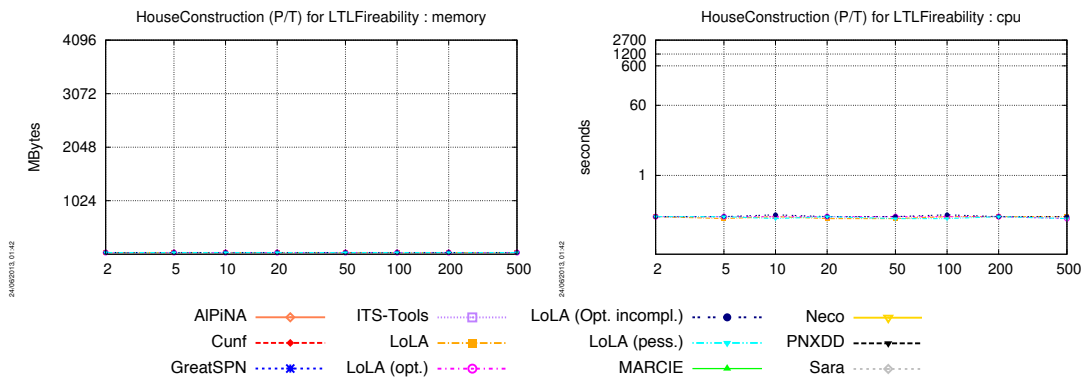 HouseConstruction (P/T) for LTLFireability : memory
4096
3072
2048
1024
MBytes
2 5 10 20 50 100 200 500
24/06/2013, 01:42
HouseConstruction (P/T) for LTLFireability : cpu
2700
1200
600
60
1
seconds
2 5 10 20 50 100 200 500
24/06/2013, 01:42
AlPiNA ITS-Tools LoLA (Opt. incompl.) Neco
Cunf LoLA LoLA (pess.) PNXDD
GreatSPN LoLA (opt.) MARCIE Sara